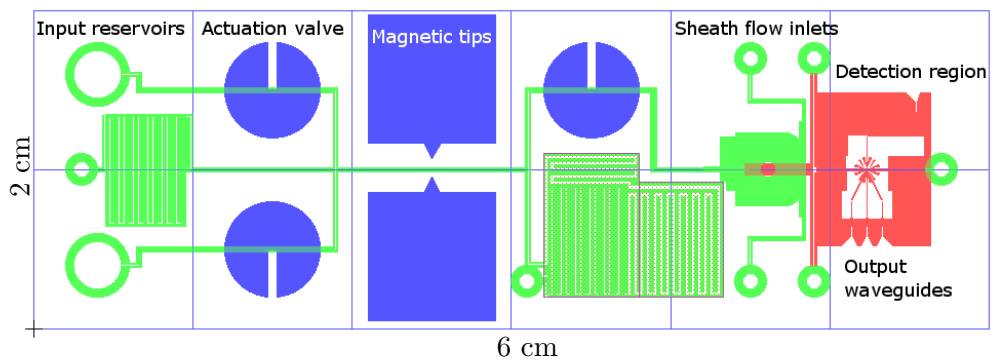 Input reservoirs
Actuation valve
Magnetic tips
Sheath flow inlets
Detection region
2 cm
Output
waveguides
6 cm